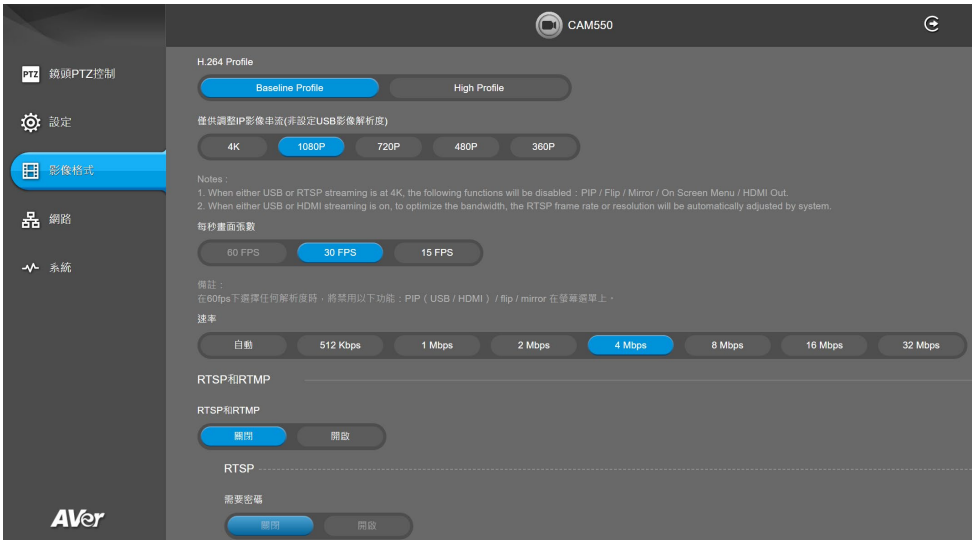 CAM550
PTZ 鏡頭PTZ控制
設定
影像格式
網路
系統
AVer
H.264 Profile
Baseline Profile High Profile
僅供調整IP影像串流(非設定USB影像解析度)
4K 1080P 720P 480P 360P
Notes :
1. When either USB or RTSP streaming is at 4K, the following functions will be disabled : PIP / Flip / Mirror / On Screen Menu / HDMI Out.
2. When either USB or HDMI streaming is on, to optimize the bandwidth, the RTSP frame rate or resolution will be automatically adjusted by system.
每秒畫面張數
60 FPS 30 FPS 15 FPS
備註：
在60fps下選擇任何解析度時，將禁用以下功能：PIP（USB / HDMI）/ flip / mirror 在螢幕選單上。
速率
自動 512 Kbps 1 Mbps 2 Mbps 4 Mbps 8 Mbps 16 Mbps 32 Mbps
RTSP和RTMP
RTSP和RTMP
關閉 開啟
RTSP
需要密碼
關閉 開啟